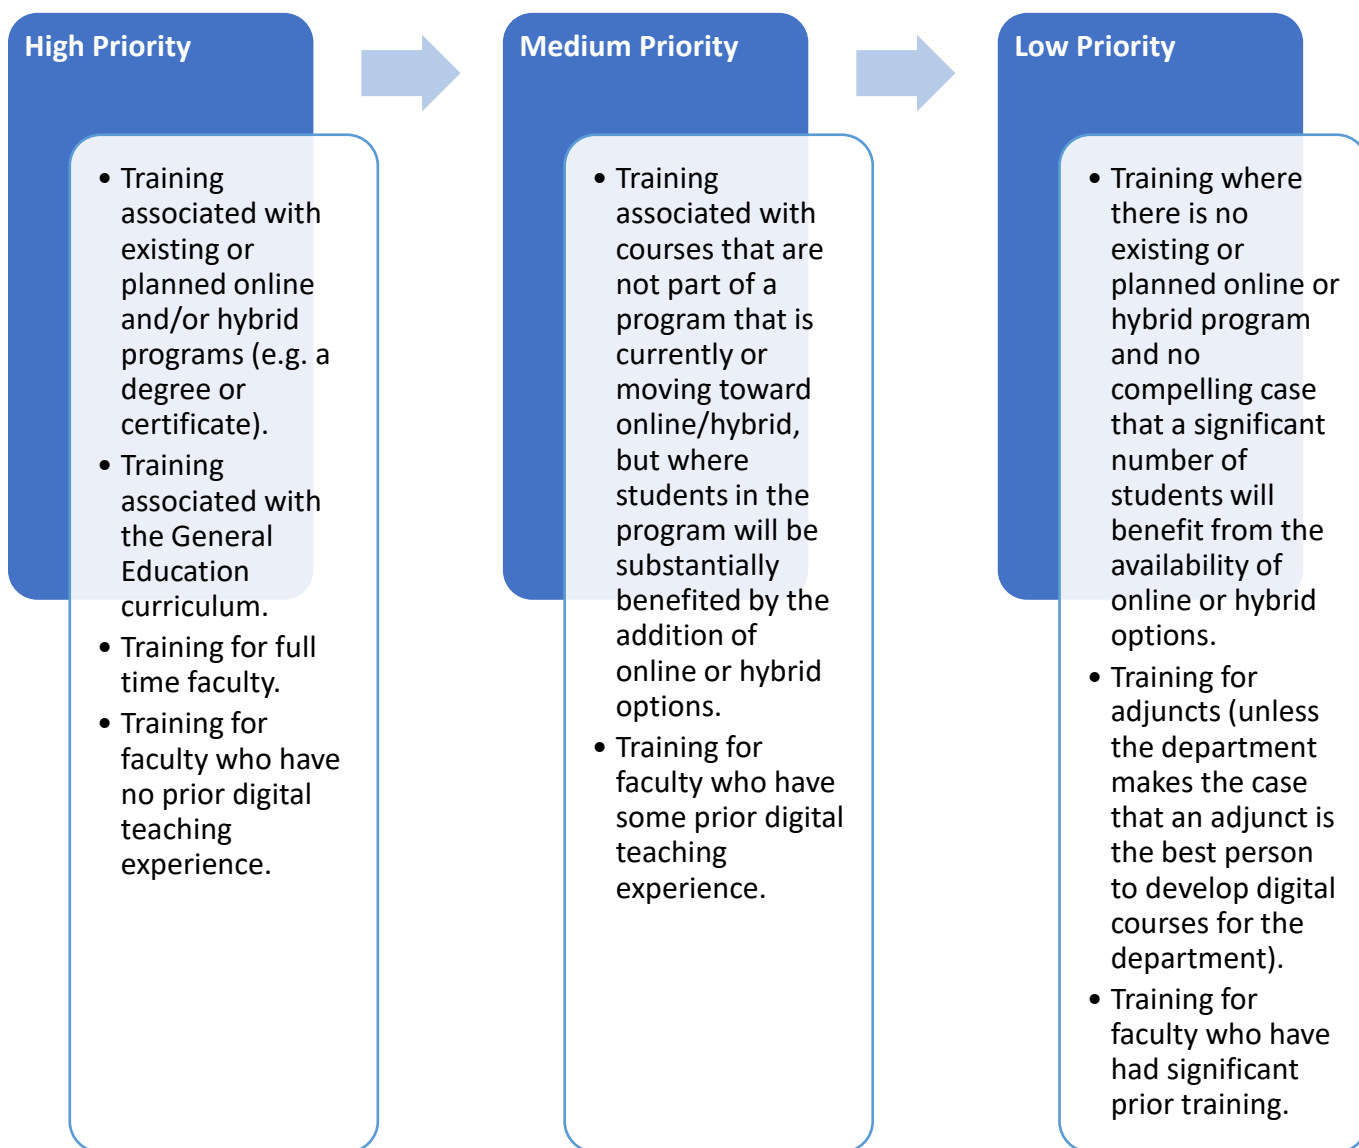 High Priority
• Training
associated with
existing or
planned online
and/or hybrid
programs (e.g. a
degree or
certificate).
• Training
associated with
the General
Education
curriculum.
• Training for full
time faculty.
• Training for
faculty who have
no prior digital
teaching
experience.
Medium Priority
• Training
associated with
courses that are
not part of a
program that is
currently or
moving toward
online/hybrid,
but where
students in the
program will be
substantially
benefited by the
addition of
online or hybrid
options.
• Training for
faculty who have
some prior digital
teaching
experience.
Low Priority
• Training where
there is no
existing or
planned online or
hybrid program
and no
compelling case
that a significant
number of
students will
benefit from the
availability of
online or hybrid
options.
• Training for
adjuncts (unless
the department
makes the case
that an adjunct is
the best person
to develop digital
courses for the
department).
• Training for
faculty who have
had significant
prior training.